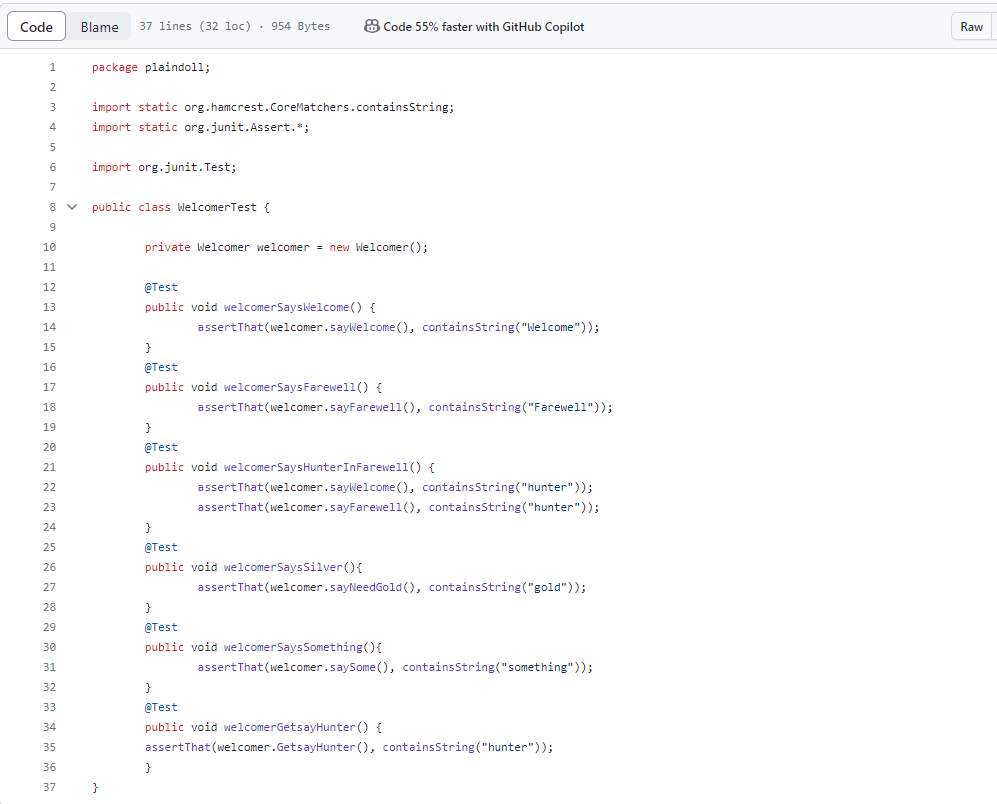 Code Blame 37 lines (32 loc) · 954 Bytes Code 55% faster with GitHub Copilot Raw
1 package plaindoll;
2
3 import static org.hamcrest.CoreMatchers.containsString;
4 import static org.junit.Assert.*;
5
6 import org.junit.Test;
7
8 public class WelcomerTest {
9
10 private Welcomer welcomer = new Welcomer();
11
12 @Test
13 public void welcomerSaysWelcome() {
14 assertThat(welcomer.sayWelcome(), containsString("Welcome"));
15 }
16 @Test
17 public void welcomerSaysFarewell() {
18 assertThat(welcomer.sayFarewell(), containsString("Farewell"));
19 }
20 @Test
21 public void welcomerSaysHunterInFarewell() {
22 assertThat(welcomer.sayWelcome(), containsString("hunter"));
23 assertThat(welcomer.sayFarewell(), containsString("hunter"));
24 }
25 @Test
26 public void welcomerSaysSilver(){
27 assertThat(welcomer.sayNeedGold(), containsString("gold"));
28 }
29 @Test
30 public void welcomerSaysSomething(){
31 assertThat(welcomer.saySome(), containsString("something"));
32 }
33 @Test
34 public void welcomerGetsayHunter() {
35 assertThat(welcomer.GetsayHunter(), containsString("hunter"));
36 }
37 }